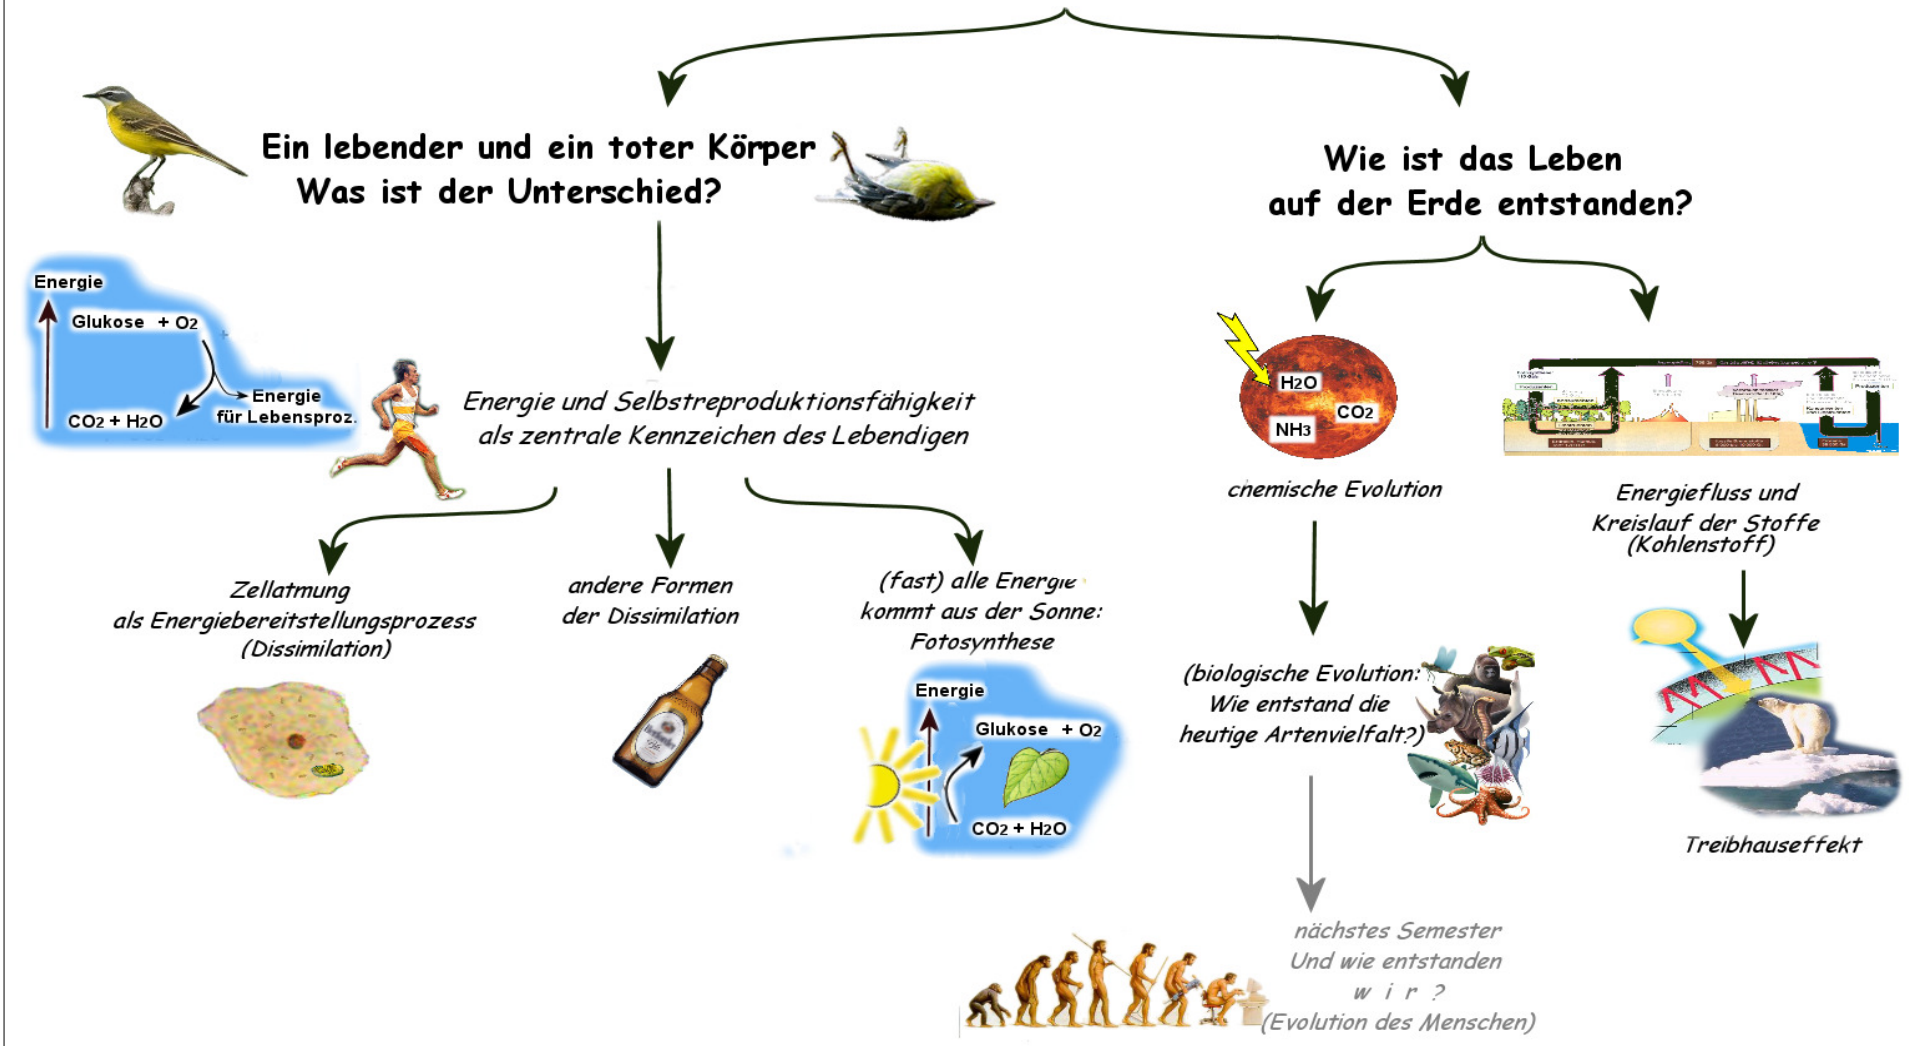 Ein lebender und ein toter Körper
Was ist der Unterschied?
Wie ist das Leben
auf der Erde entstanden?
Energie
Glukose + O2
Energie
für Lebensproz.
CO2 + H2O
Energie und Selbstreproduktionsfähigkeit
als zentrale Kennzeichen des Lebendigen
H2O
CO2
NH3
chemische Evolution
Energiefluss und
Kreislauf der Stoffe
(Kohlenstoff)
Zellatmung
als Energiebereitstellungsprozess
(Dissimilation)
andere Formen
der Dissimilation
(fast) alle Energie
kommt aus der Sonne:
Fotosynthese
Energie
Glukose + O2
CO2 + H2O
(biologische Evolution:
Wie entstand die
heutige Artenvielfalt?)
Treibhauseffekt
nächstes Semester
Und wie entstanden
w i r ?
(Evolution des Menschen)